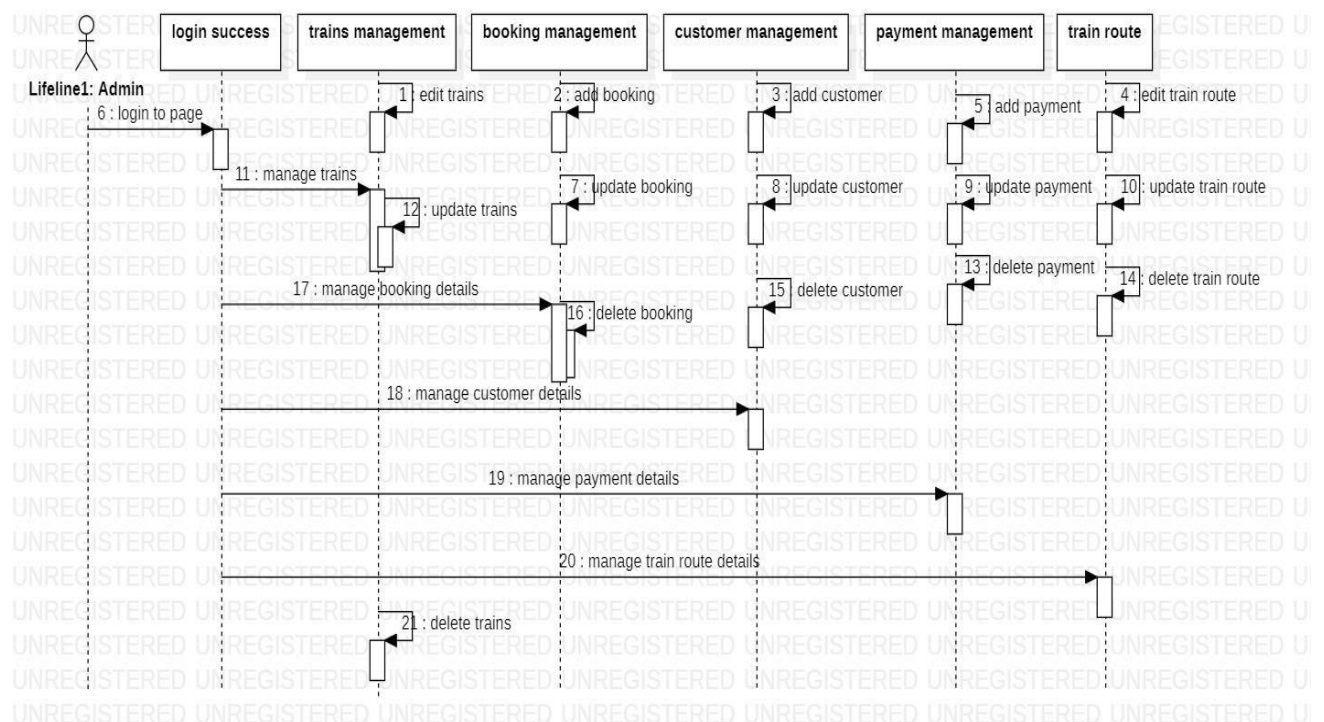 login success
trains management
booking management
customer management
payment management
train route
Lifeline1: Admin
1 : edit trains
2 : add booking
3 : add customer
4 : edit train route
5 : add payment
6 : login to page
11 : manage trains
7 : update booking
8 : update customer
9 : update payment
10 : update train route
12 : update trains
13 : delete payment
14 : delete train route
17 : manage booking details
15 : delete customer
16 : delete booking
18 : manage customer details
19 : manage payment details
20 : manage train route details
21 : delete trains
UNREGISTERED